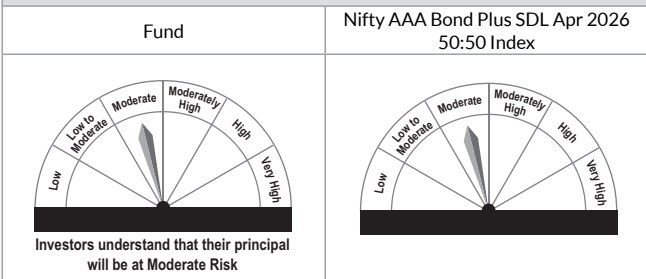 Fund
Nifty AAA Bond Plus SDL Apr 2026
50:50 Index
Low
Low to
Moderate
Moderate
Moderately
High
High
Very High
Investors understand that their principal
will be at Moderate Risk
Low
Low to
Moderate
Moderate
Moderately
High
High
Very High